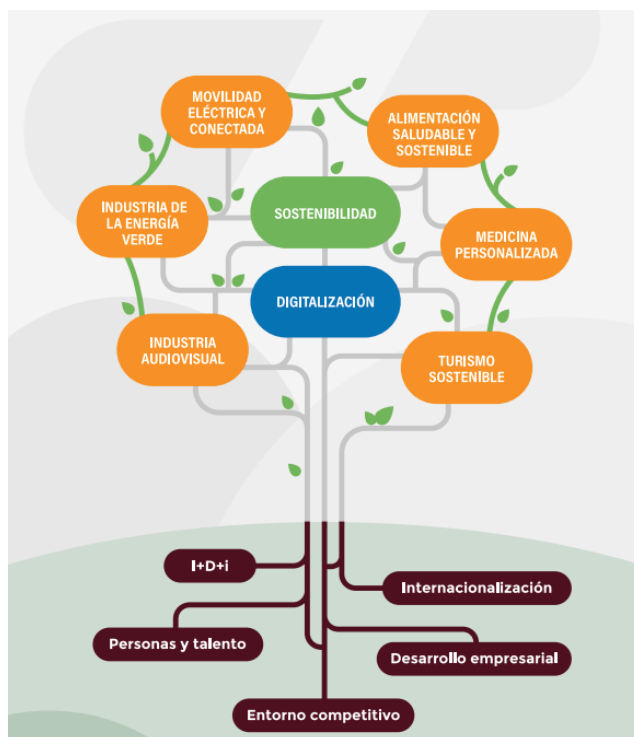 MOVILIDAD
ELÉCTRICA Y
CONECTADA
ALIMENTACIÓN
SALUDABLE Y
SOSTENIBLE
INDUSTRIA DE
LA ENERGÍA
VERDE
SOSTENIBILIDAD
MEDICINA
PERSONALIZADA
DIGITALIZACIÓN
INDUSTRIA
AUDIOVISUAL
TURISMO
SOSTENIBLE
I+D+i
Internacionalización
Personas y talento
Desarrollo empresarial
Entorno competitivo